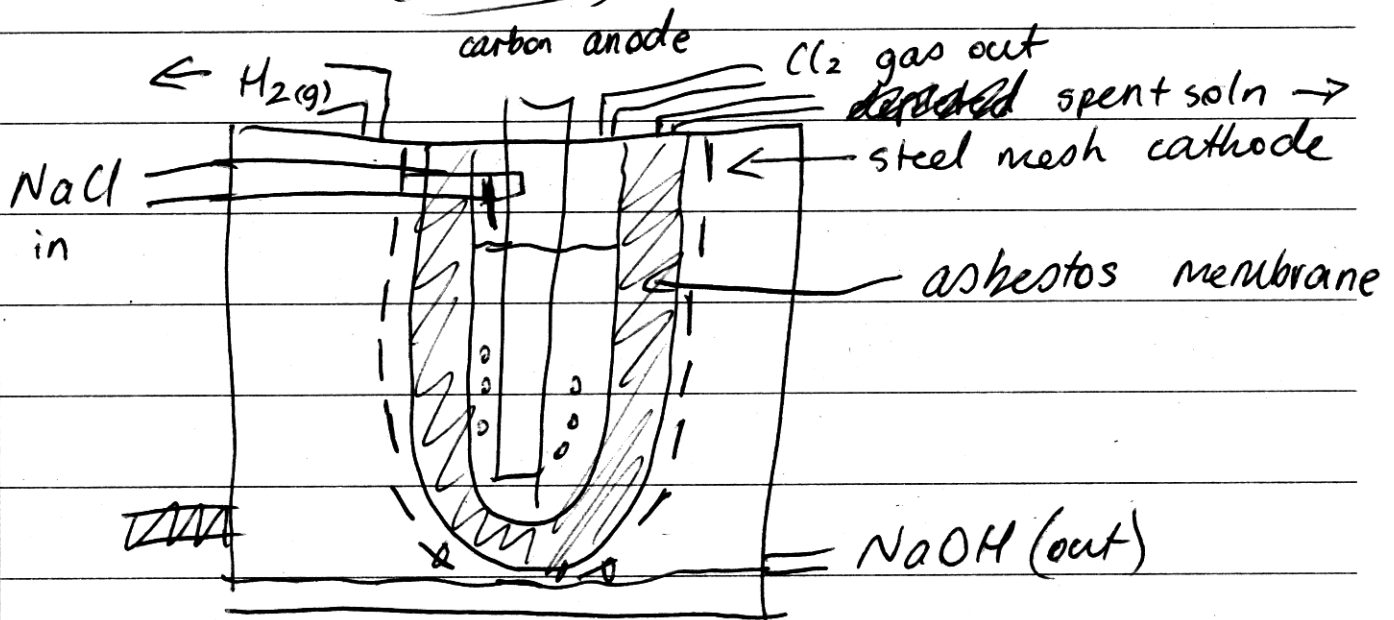 carbon anode
← H2(g)
Cl2 gas out
spent soln →
steel mesh cathode
NaCl
in
asbestos membrane
NaOH (out)